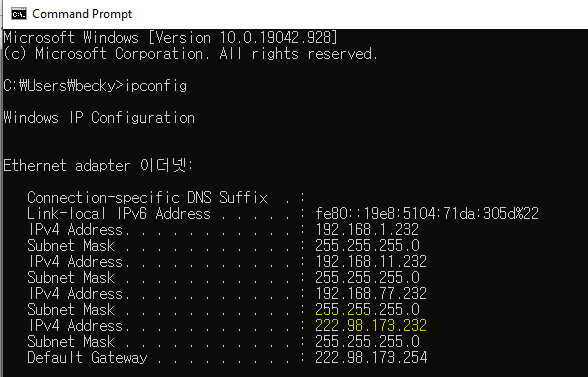 Command Prompt
Microsoft Windows [Version 10.0.19042.928]
(c) Microsoft Corporation. All rights reserved.
C:₩Users₩becky>ipconfig
Windows IP Configuration
Ethernet adapter 이더넷:
Connection-specific DNS Suffix . :
Link-local IPv6 Address . . . . . : fe80::19e8:5104:71da:305d%22
IPv4 Address. . . . . . . . . . . : 192.168.1.232
Subnet Mask . . . . . . . . . . . : 255.255.255.0
IPv4 Address. . . . . . . . . . . : 192.168.11.232
Subnet Mask . . . . . . . . . . . : 255.255.255.0
IPv4 Address. . . . . . . . . . . : 192.168.77.232
Subnet Mask . . . . . . . . . . . : 255.255.255.0
IPv4 Address. . . . . . . . . . . : 222.98.173.232
Subnet Mask . . . . . . . . . . . : 255.255.255.0
Default Gateway . . . . . . . . . : 222.98.173.254